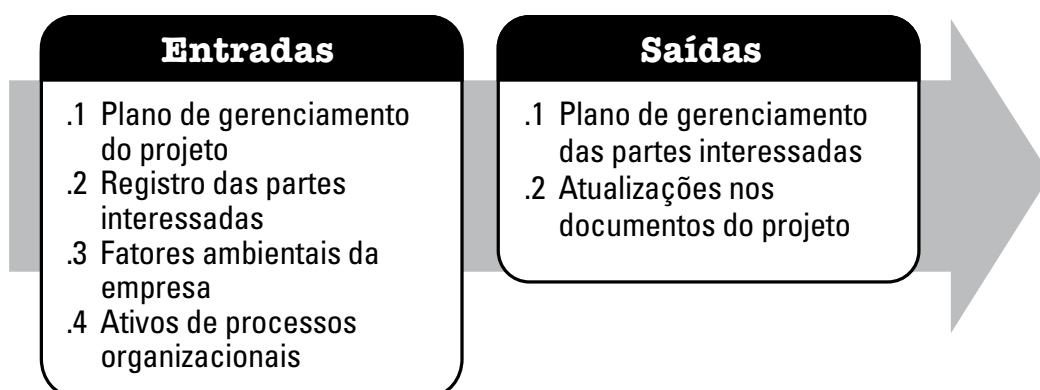 Entradas
.1 Plano de gerenciamento
do projeto
.2 Registro das partes
interessadas
.3 Fatores ambientais da
empresa
.4 Ativos de processos
organizacionais
Saídas
.1 Plano de gerenciamento
das partes interessadas
.2 Atualizações nos
documentos do projeto